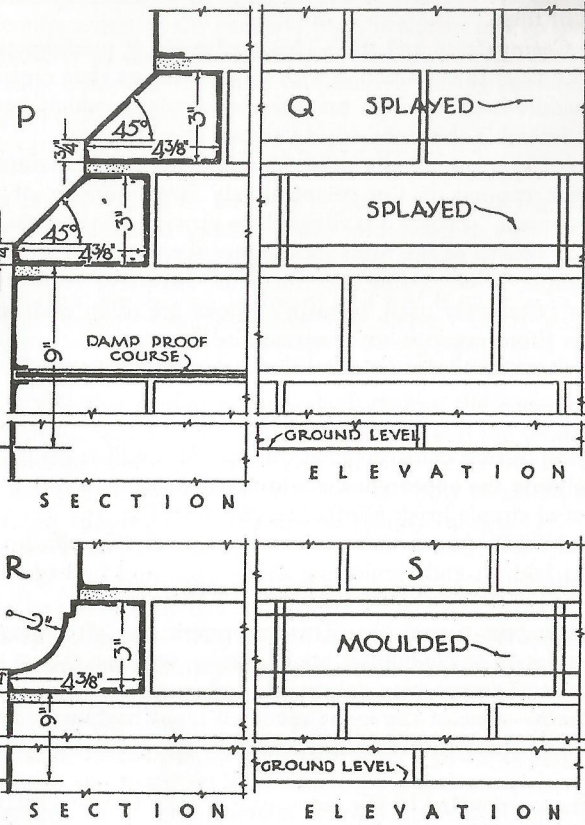 P
Q SPLAYED
45°
3"
3/4"
4 3/8"
SPLAYED
45°
3"
4 3/8"
9"
DAMP PROOF
COURSE
GROUND LEVEL
SECTION
ELEVATION
R
S
2"
3"
MOULDED
4 3/8"
9"
GROUND LEVEL
SECTION
ELEVATION